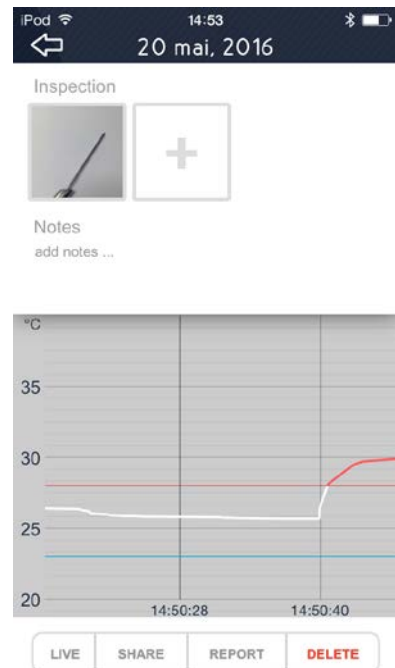 iPod 14:53
20 mai, 2016
Inspection
Notes
add notes ...
°C
35
30
25
20
14:50:28 14:50:40
LIVE SHARE REPORT DELETE